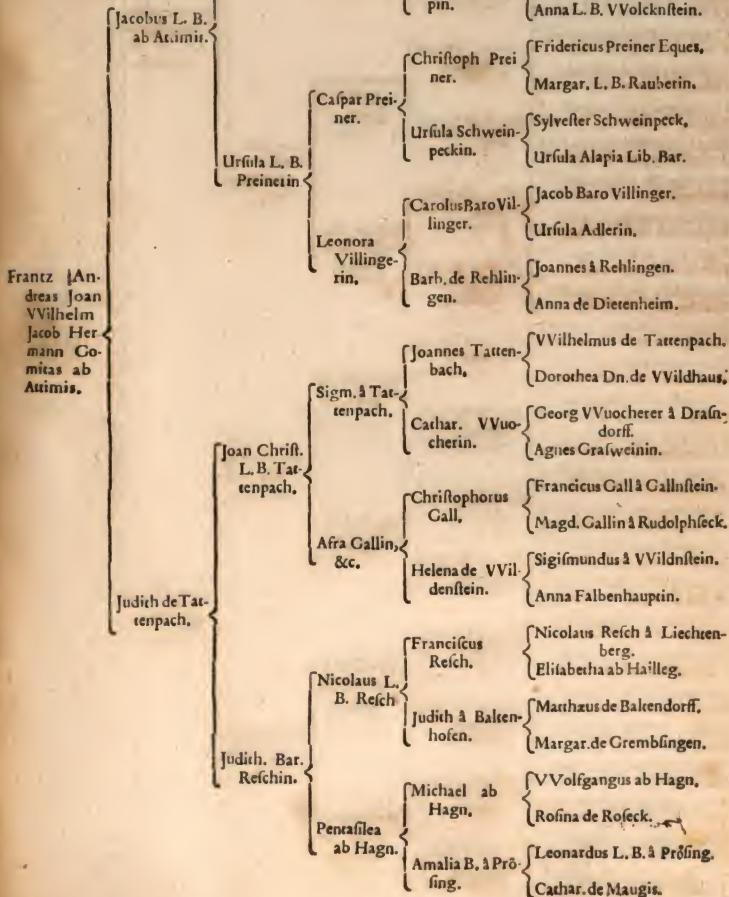 pin.
Anna L. B. VVolcknſtein.
Jacobus L. B.
ab Attimis.
Chriſtoph Prei
ner.
Fridericus Preiner Eques.
Margar. L. B. Rauberin.
Caſpar Prei-
ner.
Urſula Schwein-
peckin.
Sylveſter Schweinpeck.
Urſula Alapia Lib. Bar.
Urſula L. B.
Preinerin
Carolus Baro Vil-
linger.
Jacob Baro Villinger.
Urſula Adlerin.
Leonora
Villinge-
rin,
Barb. de Rehlin-
gen.
Joannes â Rehlingen.
Anna de Dietenheim.
Frantz An-
dreas Joan
VVilhelm
Jacob Her
mann Co-
mitas ab
Attimis.
Joannes Tatten-
bach,
VVilhelmus de Tattenpach.
Dorothea Dn. de VVildhaus.
Sigm. â Tat-
tenpach.
Cathar. VVuo-
cherin.
Georg VVuocherer â Draſn-
dorff.
Agnes Graſweinin.
Joan Chriſt.
L. B. Tat-
tenpach,
Chriſtophorus
Gall,
Francicus Gall â Gallnſtein.
Magd. Gallin â Rudolphſeck.
Afra Gallin,
&c.
Helena de VVil-
denſtein.
Sigiſmundus â VVildnſtein.
Anna Falbenhauptin.
Judith de Tat-
tenpach.
Franciſcus
Reſch.
Nicolaus Reſch â Liechten-
berg.
Eliſabetha ab Hailleg.
Nicolaus L.
B. Reſch
Judith â Balten-
hofen.
Matthæus de Baltendorff.
Margar. de Grembſingen.
Judith. Bar.
Reſchin.
Michael ab
Hagn,
VVolfgangus ab Hagn,
Roſina de Roſeck.
Pentaſilea
ab Hagn.
Amalia B. â Prô-
ſing.
Leonardus L. B. â Prôſing.
Cathar. de Maugis.